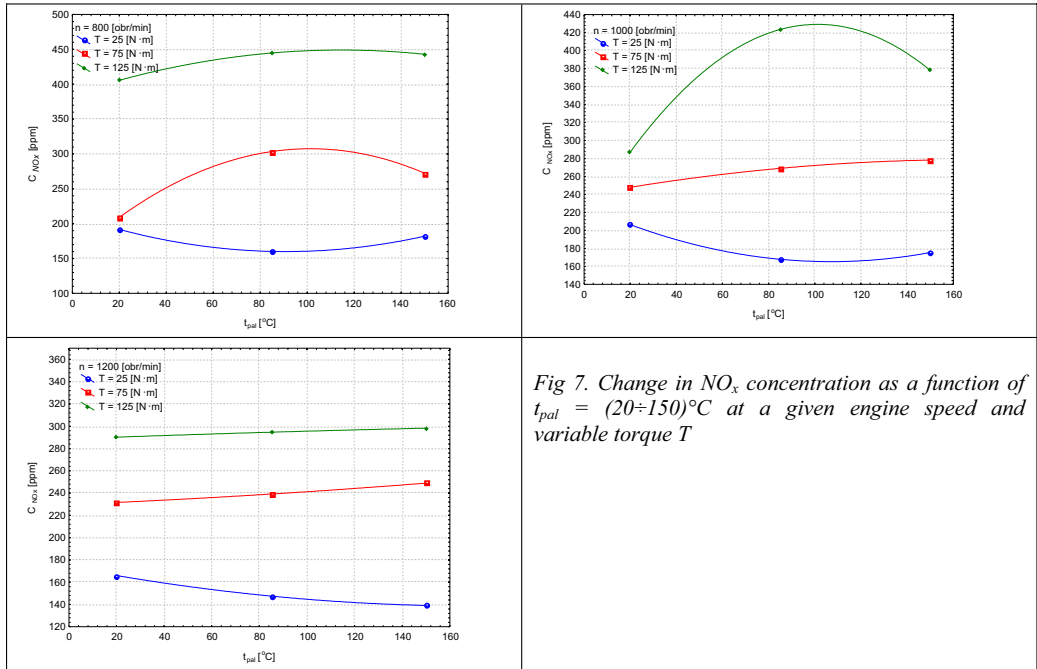 n = 800 [obr/min]
T = 25 [N ·m]
T = 75 [N ·m]
T = 125 [N ·m]
500
450
400
350
300
250
200
150
100
C NOx [ppm]
0 20 40 60 80 100 120 140 160
t pal [°C]
n = 1000 [obr/min]
T = 25 [N ·m]
T = 75 [N ·m]
T = 125 [N ·m]
440
420
400
380
360
340
320
300
280
260
240
220
200
180
160
140
C NOx [ppm]
0 20 40 60 80 100 120 140 160
t pal [°C]
n = 1200 [obr/min]
T = 25 [N ·m]
T = 75 [N ·m]
T = 125 [N ·m]
360
340
320
300
280
260
240
220
200
180
160
140
120
C NOx [ppm]
0 20 40 60 80 100 120 140 160
t pal [°C]
Fig 7. Change in NOx concentration as a function of
tpal = (20÷150)°C at a given engine speed and
variable torque T